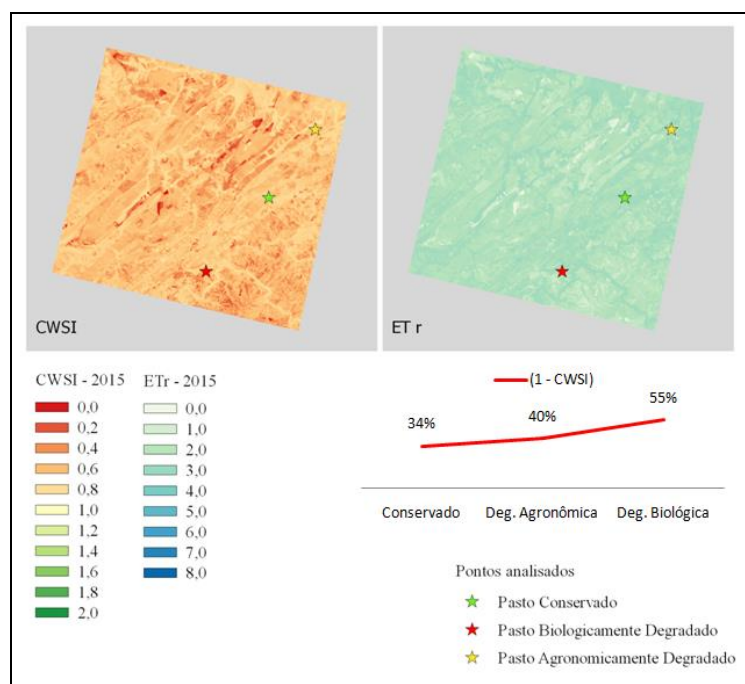 CWSI
ET r
CWSI - 2015
0,0
0,2
0,4
0,6
0,8
1,0
1,2
1,4
1,6
1,8
2,0
ETr - 2015
0,0
1,0
2,0
3,0
4,0
5,0
6,0
7,0
8,0
(1 - CWSI)
34%
40%
55%
Conservado
Deg. Agronômica
Deg. Biológica
Pontos analisados
Pasto Conservado
Pasto Biologicamente Degradado
Pasto Agronomicamente Degradado